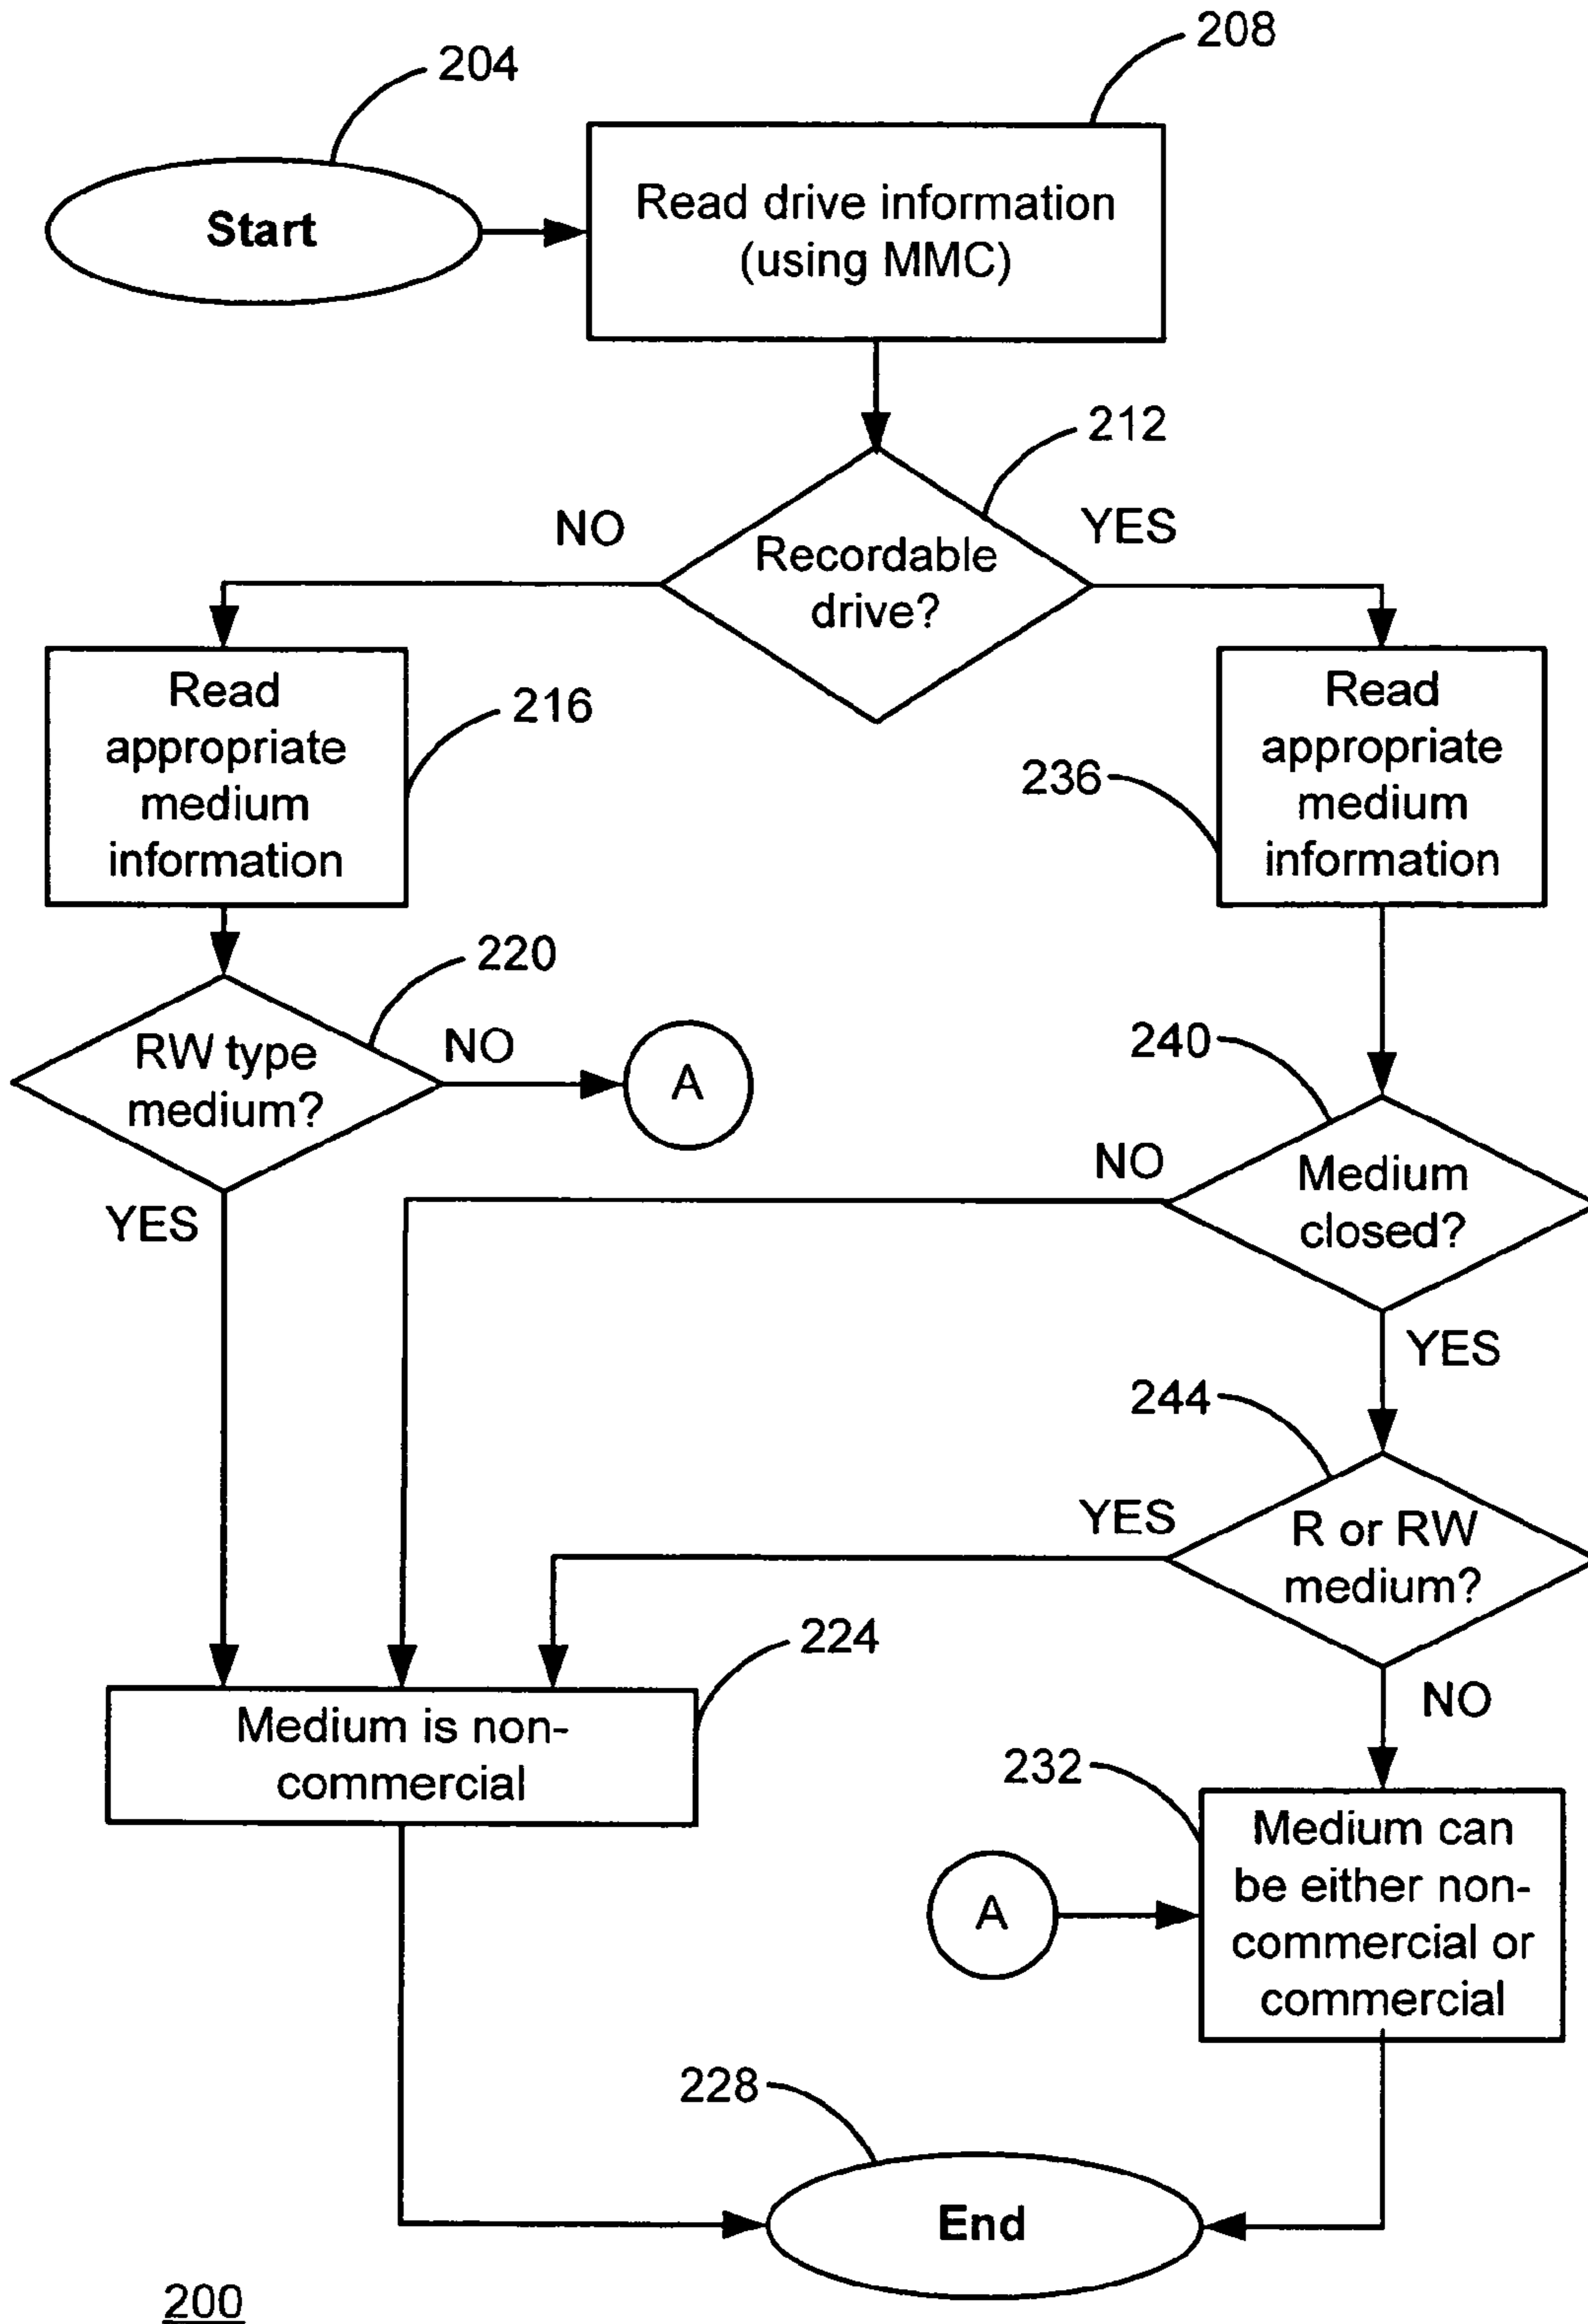 204
208
Start
Read drive information
(using MMC)
212
NO
YES
Recordable
drive?
Read
appropriate
medium
information
216
Read
appropriate
medium
information
236
220
RW type
medium?
NO
A
YES
240
NO
Medium
closed?
YES
244
YES
R or RW
medium?
NO
224
Medium is non-
commercial
232
Medium can
be either non-
commercial or
commercial
A
228
End
200